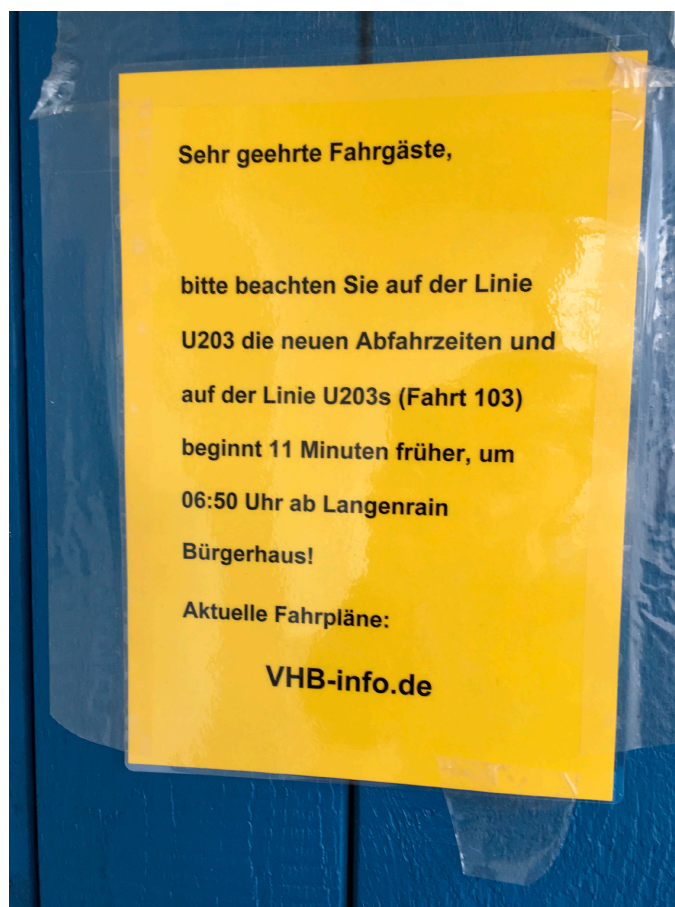 Sehr geehrte Fahrgäste,
bitte beachten Sie auf der Linie
U203 die neuen Abfahrzeiten und
auf der Linie U203s (Fahrt 103)
beginnt 11 Minuten früher, um
06:50 Uhr ab Langenrain
Bürgerhaus!
Aktuelle Fahrpläne:
VHB-info.de